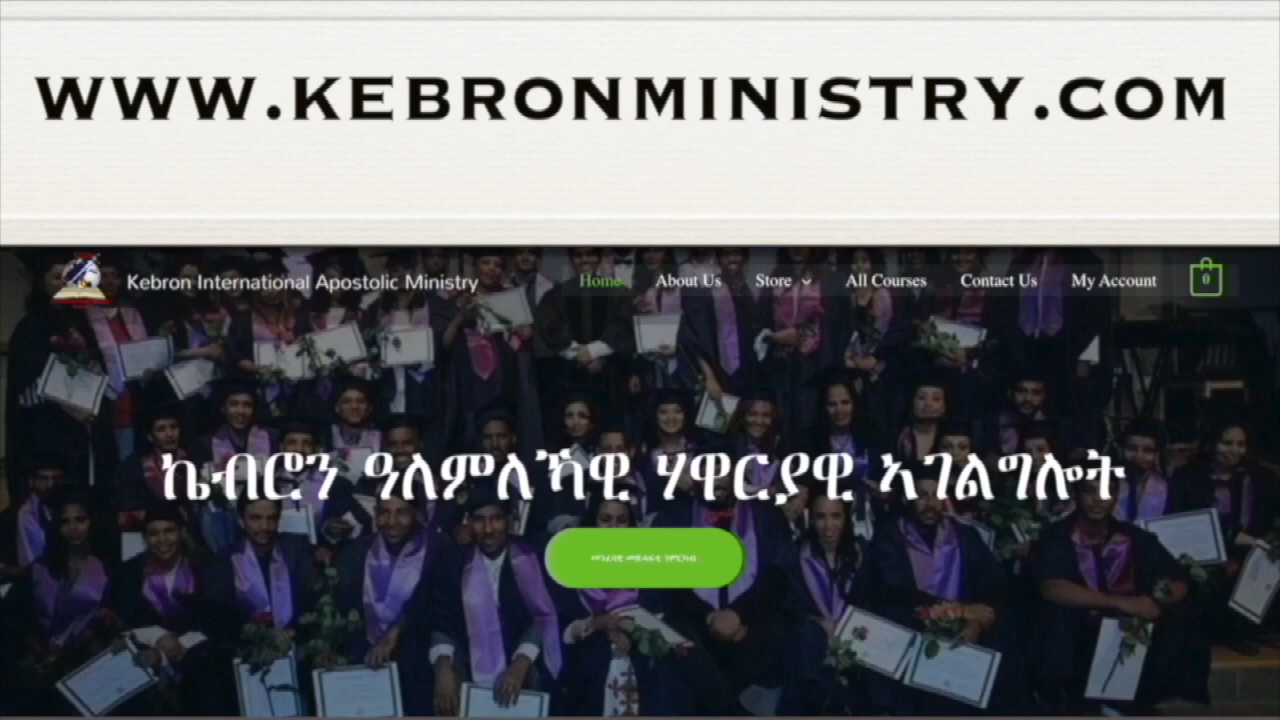 WWW.KEBRONMINISTRY.COM
Kebron International Apostolic Ministry
Home About Us Store All Courses Contact Us My Account 0
ኬብሮን ዓለምለኻዊ ሃዋርያዊ ኣገልግሎት